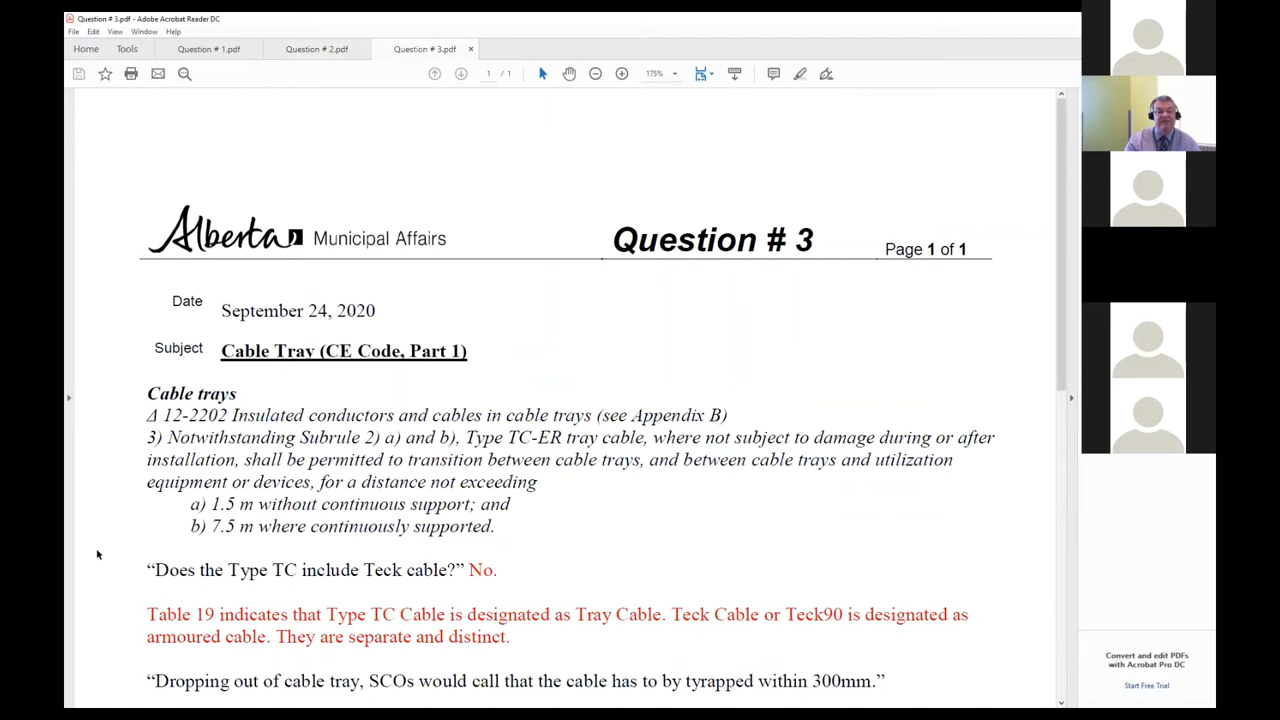 Question # 3.pdf - Adobe Acrobat Reader DC
File Edit View Window Help
Home Tools Question # 1.pdf Question # 2.pdf Question # 3.pdf ×
1 / 1 175%
Alberta Municipal Affairs Question # 3 Page 1 of 1
Date September 24, 2020
Subject Cable Tray (CE Code, Part 1)
Cable trays
Δ 12-2202 Insulated conductors and cables in cable trays (see Appendix B)
3) Notwithstanding Subrule 2) a) and b), Type TC-ER tray cable, where not subject to damage during or after
installation, shall be permitted to transition between cable trays, and between cable trays and utilization
equipment or devices, for a distance not exceeding
a) 1.5 m without continuous support; and
b) 7.5 m where continuously supported.
“Does the Type TC include Teck cable?” No.
Table 19 indicates that Type TC Cable is designated as Tray Cable. Teck Cable or Teck90 is designated as
armoured cable. They are separate and distinct.
“Dropping out of cable tray, SCOs would call that the cable has to by tyrapped within 300mm.”
Convert and edit PDFs
with Acrobat Pro DC
Start Free Trial